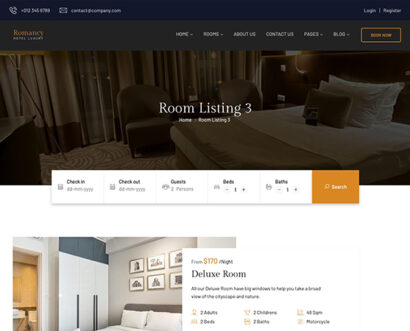 +012 345 6789 contact@company.com Login | Register
Romancy
HOTEL LUXURY
HOME ROOMS ABOUT US CONTACT US PAGES BLOG BOOK NOW
Room Listing 3
Home Room Listing 3
Check in Check out Guests Beds Baths
dd-mm-yyyy dd-mm-yyyy 2 Persons - 1 + - 1 + Search
From $170 /Night
Deluxe Room
All our Deluxe Room have big windows to help you take a broad
view of the cityscape and nature.
2 Adults 2 Childrens 48 Sqm
2 Beds 2 Baths Motorcycle